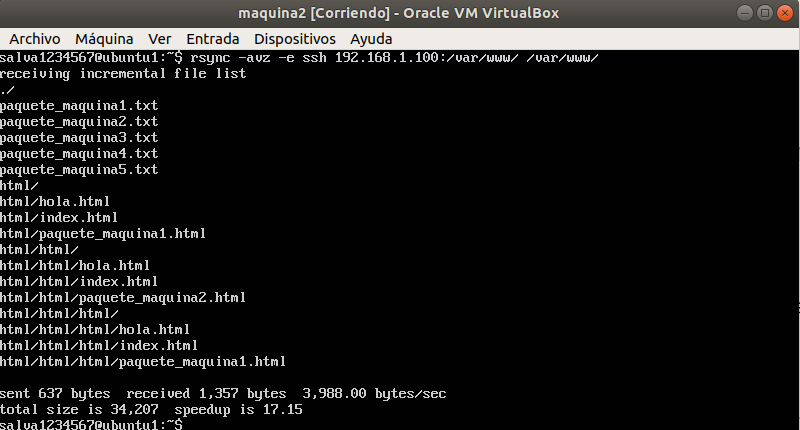 maquina2 [Corriendo] - Oracle VM VirtualBox
Archivo Máquina Ver Entrada Dispositivos Ayuda
salva1234567@ubuntu1:~$ rsync -avz -e ssh 192.168.1.100:/var/www/ /var/www/
receiving incremental file list
./
paquete_maquina1.txt
paquete_maquina2.txt
paquete_maquina3.txt
paquete_maquina4.txt
paquete_maquina5.txt
html/
html/hola.html
html/index.html
html/paquete_maquina1.html
html/html/
html/html/hola.html
html/html/index.html
html/html/paquete_maquina2.html
html/html/html/
html/html/html/hola.html
html/html/html/index.html
html/html/html/paquete_maquina1.html
sent 637 bytes  received 1,357 bytes  3,988.00 bytes/sec
total size is 34,207  speedup is 17.15
salva1234567@ubuntu1:~$